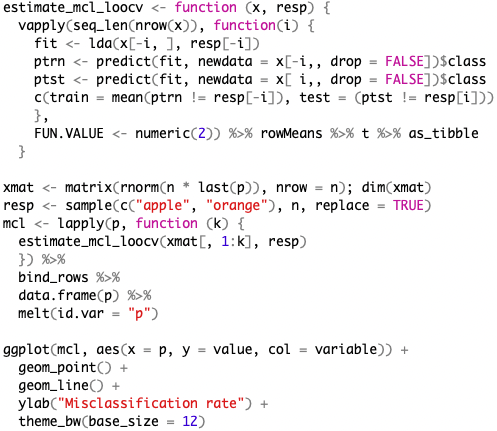 estimate_mcl_loocv <- function (x, resp) {
  vapply(seq_len(nrow(x)), function(i) {
    fit <- lda(x[-i, ], resp[-i])
    ptrn <- predict(fit, newdata = x[-i,, drop = FALSE])$class
    ptst <- predict(fit, newdata = x[ i,, drop = FALSE])$class
    c(train = mean(ptrn != resp[-i]), test = (ptst != resp[i]))
    },
    FUN.VALUE <- numeric(2)) %>% rowMeans %>% t %>% as_tibble
  }

xmat <- matrix(rnorm(n * last(p)), nrow = n); dim(xmat)
resp <- sample(c("apple", "orange"), n, replace = TRUE)
mcl <- lapply(p, function (k) {
  estimate_mcl_loocv(xmat[, 1:k], resp)
  }) %>%
  bind_rows %>%
  data.frame(p) %>%
  melt(id.var = "p")

ggplot(mcl, aes(x = p, y = value, col = variable)) +
  geom_point() +
  geom_line() +
  ylab("Misclassification rate") +
  theme_bw(base_size = 12)